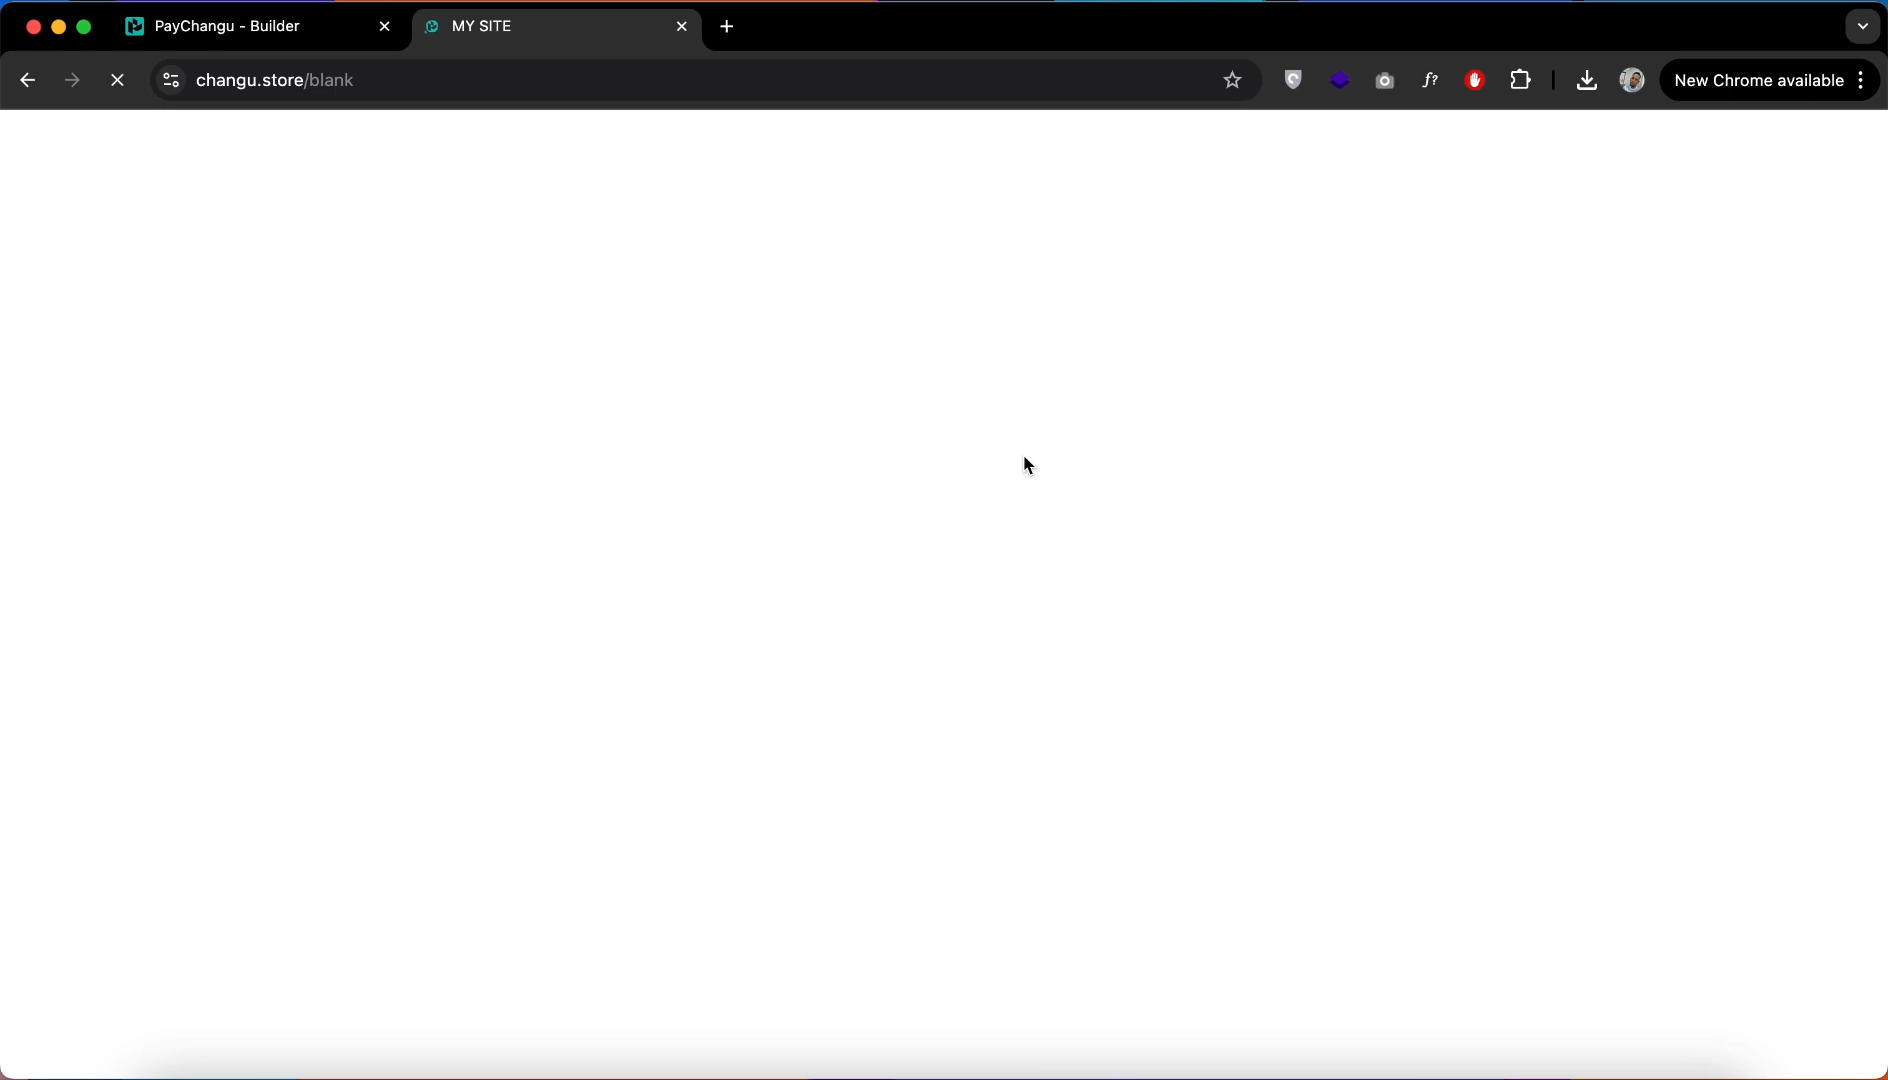 PayChangu - Builder
MY SITE
changu.store/blank
f?
New Chrome available